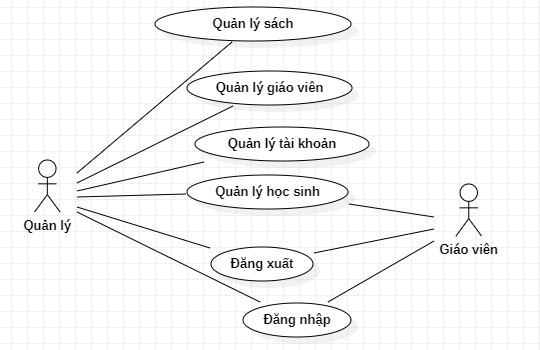 Quản lý sách
Quản lý giáo viên
Quản lý tài khoản
Quản lý học sinh
Quản lý
Giáo viên
Đăng xuất
Đăng nhập